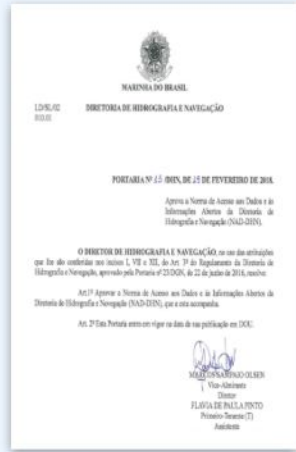 MARINHA DO BRASIL
DIRETORIA DE HIDROGRAFIA E NAVEGAÇÃO
PORTARIA Nº 15 /DHN, DE 15 DE FEVEREIRO DE 2018.
Aprova a Norma de Acesso aos Dados e às
Informações Abertos da Diretoria de
Hidrografia e Navegação (NAD-DHN).
O DIRETOR DE HIDROGRAFIA E NAVEGAÇÃO, no uso das atribuições
que lhe são conferidas nos incisos I, VII e XII, do Art. 3º do Regulamento da Diretoria de
Hidrografia e Navegação, aprovado pela Portaria nº 23/DGN, de 22 de junho de 2016, resolve:
Art.1º Aprovar a Norma de Acesso aos Dados e às Informações Abertos da
Diretoria de Hidrografia e Navegação (NAD-DHN), que a esta acompanha.
Art. 2º Esta Portaria entra em vigor na data de sua publicação em DOU.
MARCOS SAMPAIO OLSEN
Vice-Almirante
Diretor
FLAVIA DE PAULA PINTO
Primeiro-Tenente (T)
Assistente